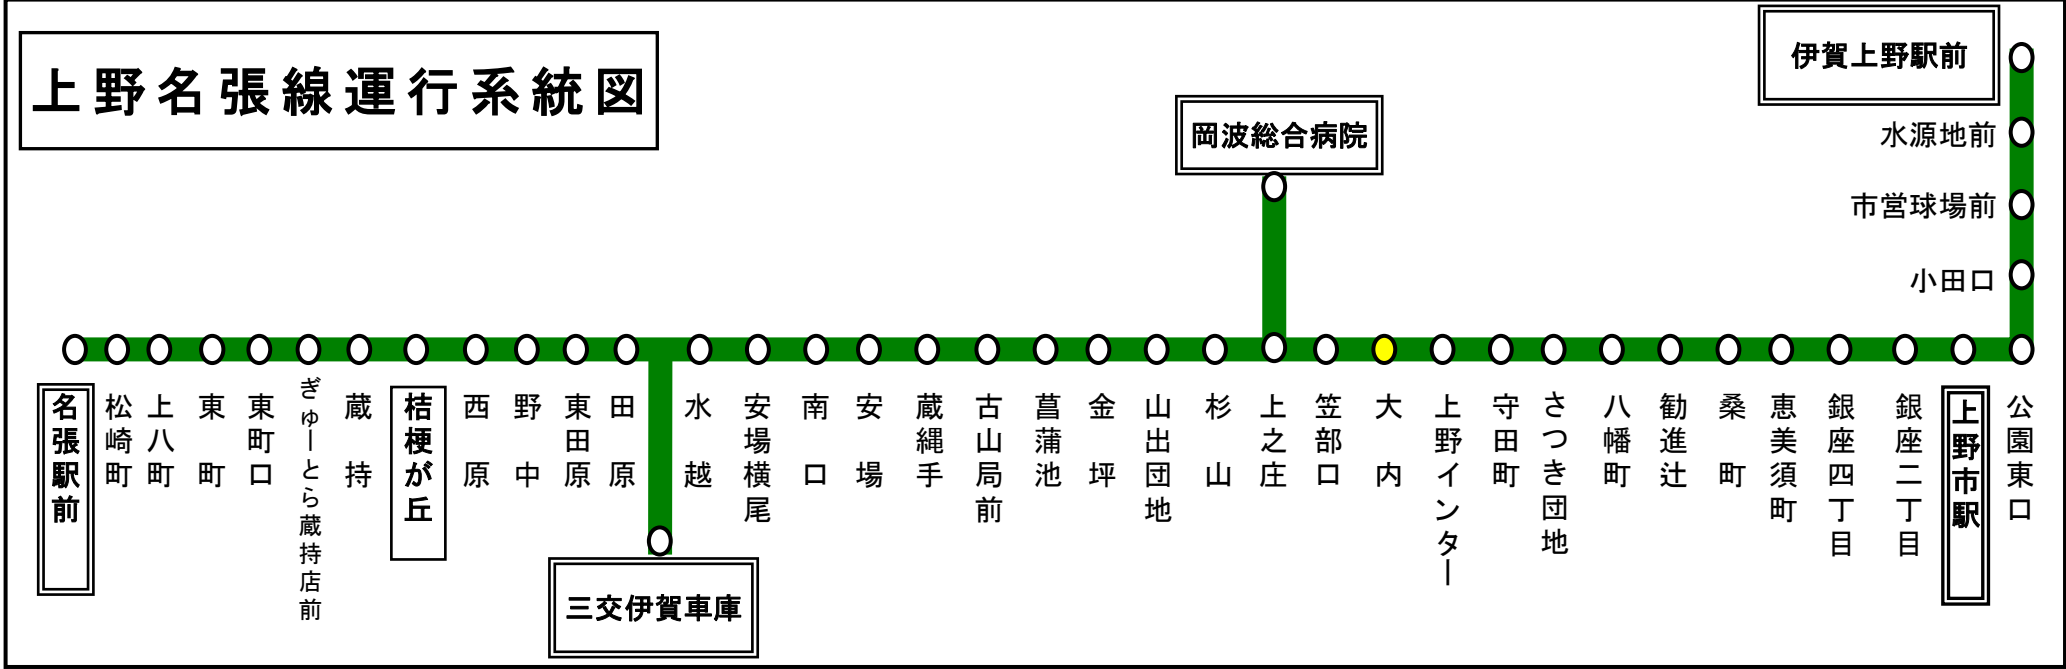 上野名張線運行系統図
伊賀上野駅前
水源地前
市営球場前
小田口
岡波総合病院
名張駅前
松崎町
上八町
東町
東町口
ぎゅーとら蔵持店前
蔵持
桔梗が丘
西原
野中
東田原
田原
水越
安場横尾
南口
安場
蔵縄手
古山局前
菖蒲池
金坪
山出団地
杉山
上之庄
笠部口
大内
上野インター
守田町
さつき団地
八幡町
勧進辻
桑町
恵美須町
銀座四丁目
銀座二丁目
上野市駅
公園東口
三交伊賀車庫